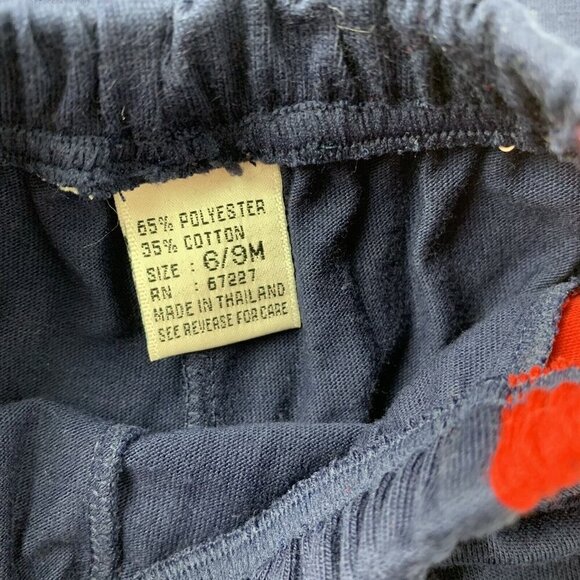 65% POLYESTER
35% COTTON
SIZE : 6/9M
RN : 67227
MADE IN THAILAND
SEE REVERSE FOR CARE